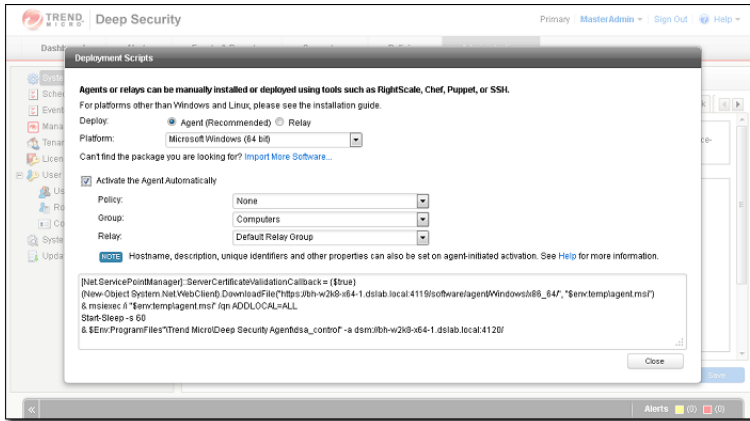 TREND MICRO Deep Security
Primary MasterAdmin Sign Out Help
Deployment Scripts
Agents or relays can be manually installed or deployed using tools such as RightScale, Chef, Puppet, or SSH.
For platforms other than Windows and Linux, please see the installation guide.
Deploy: Agent (Recommended) Relay
Platform: Microsoft Windows (64 bit)
Can't find the package you are looking for? Import More Software...
Activate the Agent Automatically
Policy: None
Group: Computers
Relay: Default Relay Group
NOTE Hostname, description, unique identifiers and other properties can also be set on agent-initiated activation. See Help for more information.
[Net.ServicePointManager]::ServerCertificateValidationCallback = {$true}
(New-Object System.Net.WebClient).DownloadFile("https://bh-w2k8-x64-1.dslab.local:4119/software/agent/Windows/x86_64/", "$env:temp\agent.msi")
& msiexec /i "$env:temp\agent.msi" /qn ADDLOCAL=ALL
Start-Sleep -s 60
& $Env:ProgramFiles"\Trend Micro\Deep Security Agent\dsa_control" -a dsm://bh-w2k8-x64-1.dslab.local:4120/
Close
Save
Alerts (0) (0)